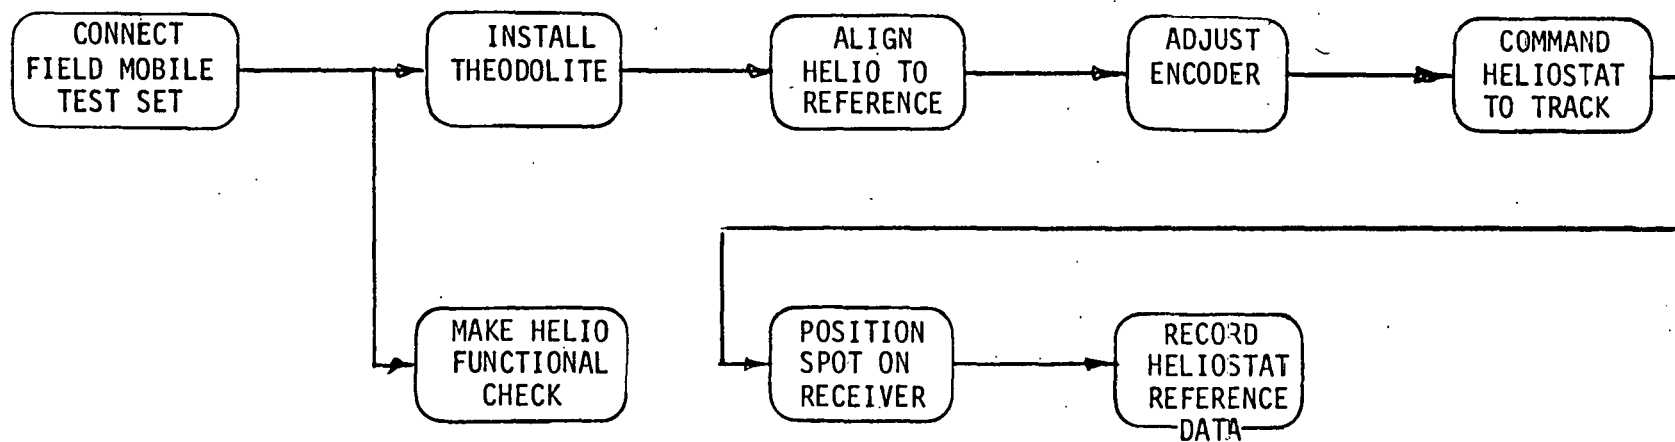 CONNECT
FIELD MOBILE
TEST SET
INSTALL
THEODOLITE
ALIGN
HELIO TO
REFERENCE
ADJUST
ENCODER
COMMAND
HELIOSTAT
TO TRACK
MAKE HELIO
FUNCTIONAL
CHECK
POSITION
SPOT ON
RECEIVER
RECORD
HELIOSTAT
REFERENCE
DATA